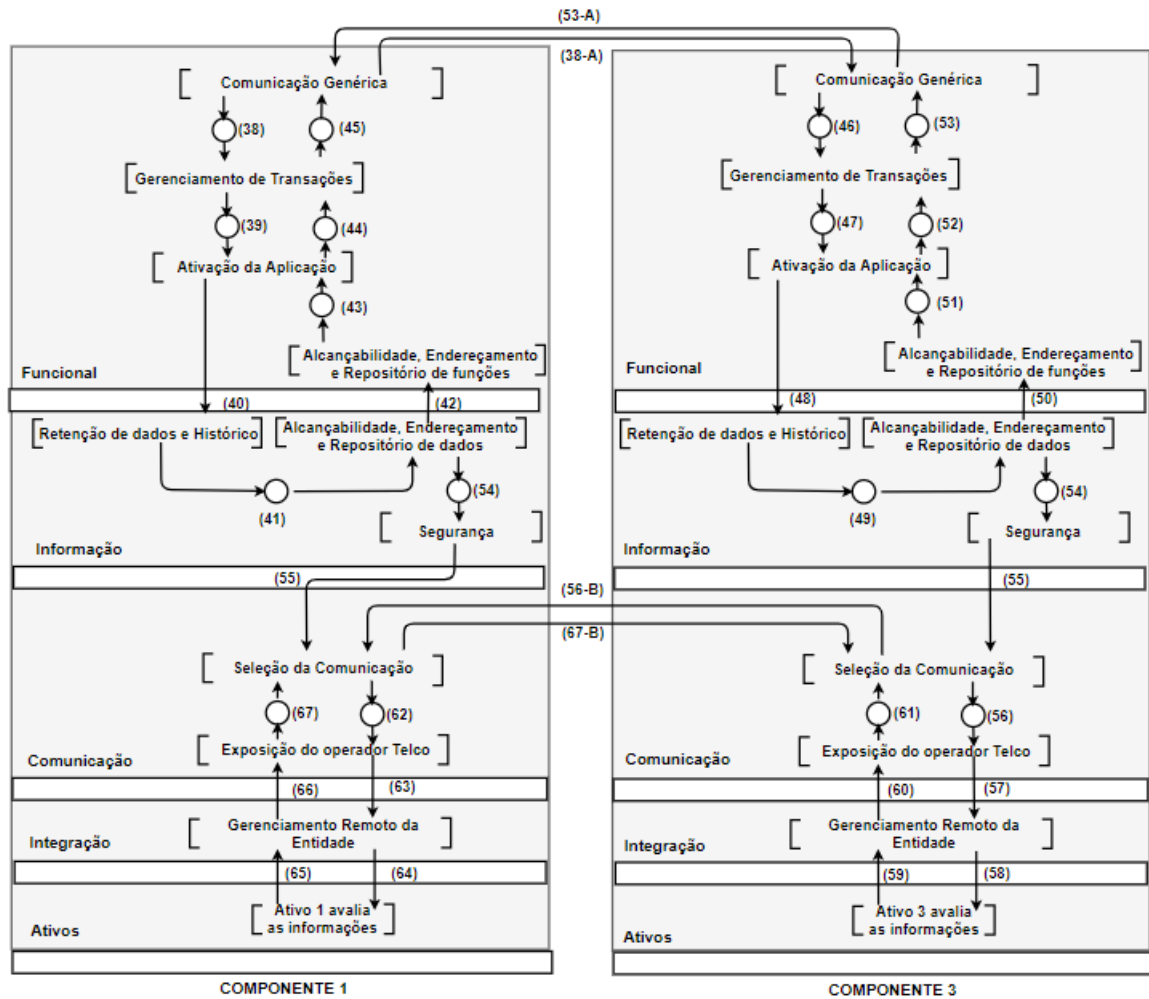 (53-A)
(38-A)
Comunicação Genérica
Comunicação Genérica
(38)
(45)
(46)
(53)
Gerenciamento de Transações
Gerenciamento de Transações
(39)
(44)
(47)
(52)
Ativação da Aplicação
Ativação da Aplicação
(43)
(51)
Alcançabilidade, Endereçamento
e Repositório de funções
Alcançabilidade, Endereçamento
e Repositório de funções
Funcional
Funcional
(40)
(42)
(48)
(50)
Retenção de dados e Histórico
Alcançabilidade, Endereçamento
e Repositório de dados
Retenção de dados e Histórico
Alcançabilidade, Endereçamento
e Repositório de dados
(41)
(54)
(49)
(54)
Segurança
Segurança
Informação
Informação
(55)
(55)
(56-B)
(67-B)
Seleção da Comunicação
Seleção da Comunicação
(67)
(62)
(61)
(56)
Exposição do operador Telco
Exposição do operador Telco
Comunicação
Comunicação
(66)
(63)
(60)
(57)
Gerenciamento Remoto da
Entidade
Gerenciamento Remoto da
Entidade
Integração
Integração
(65)
(64)
(59)
(58)
Ativo 1 avalia
as informações
Ativo 3 avalia
as informações
Ativos
Ativos
COMPONENTE 1
COMPONENTE 3